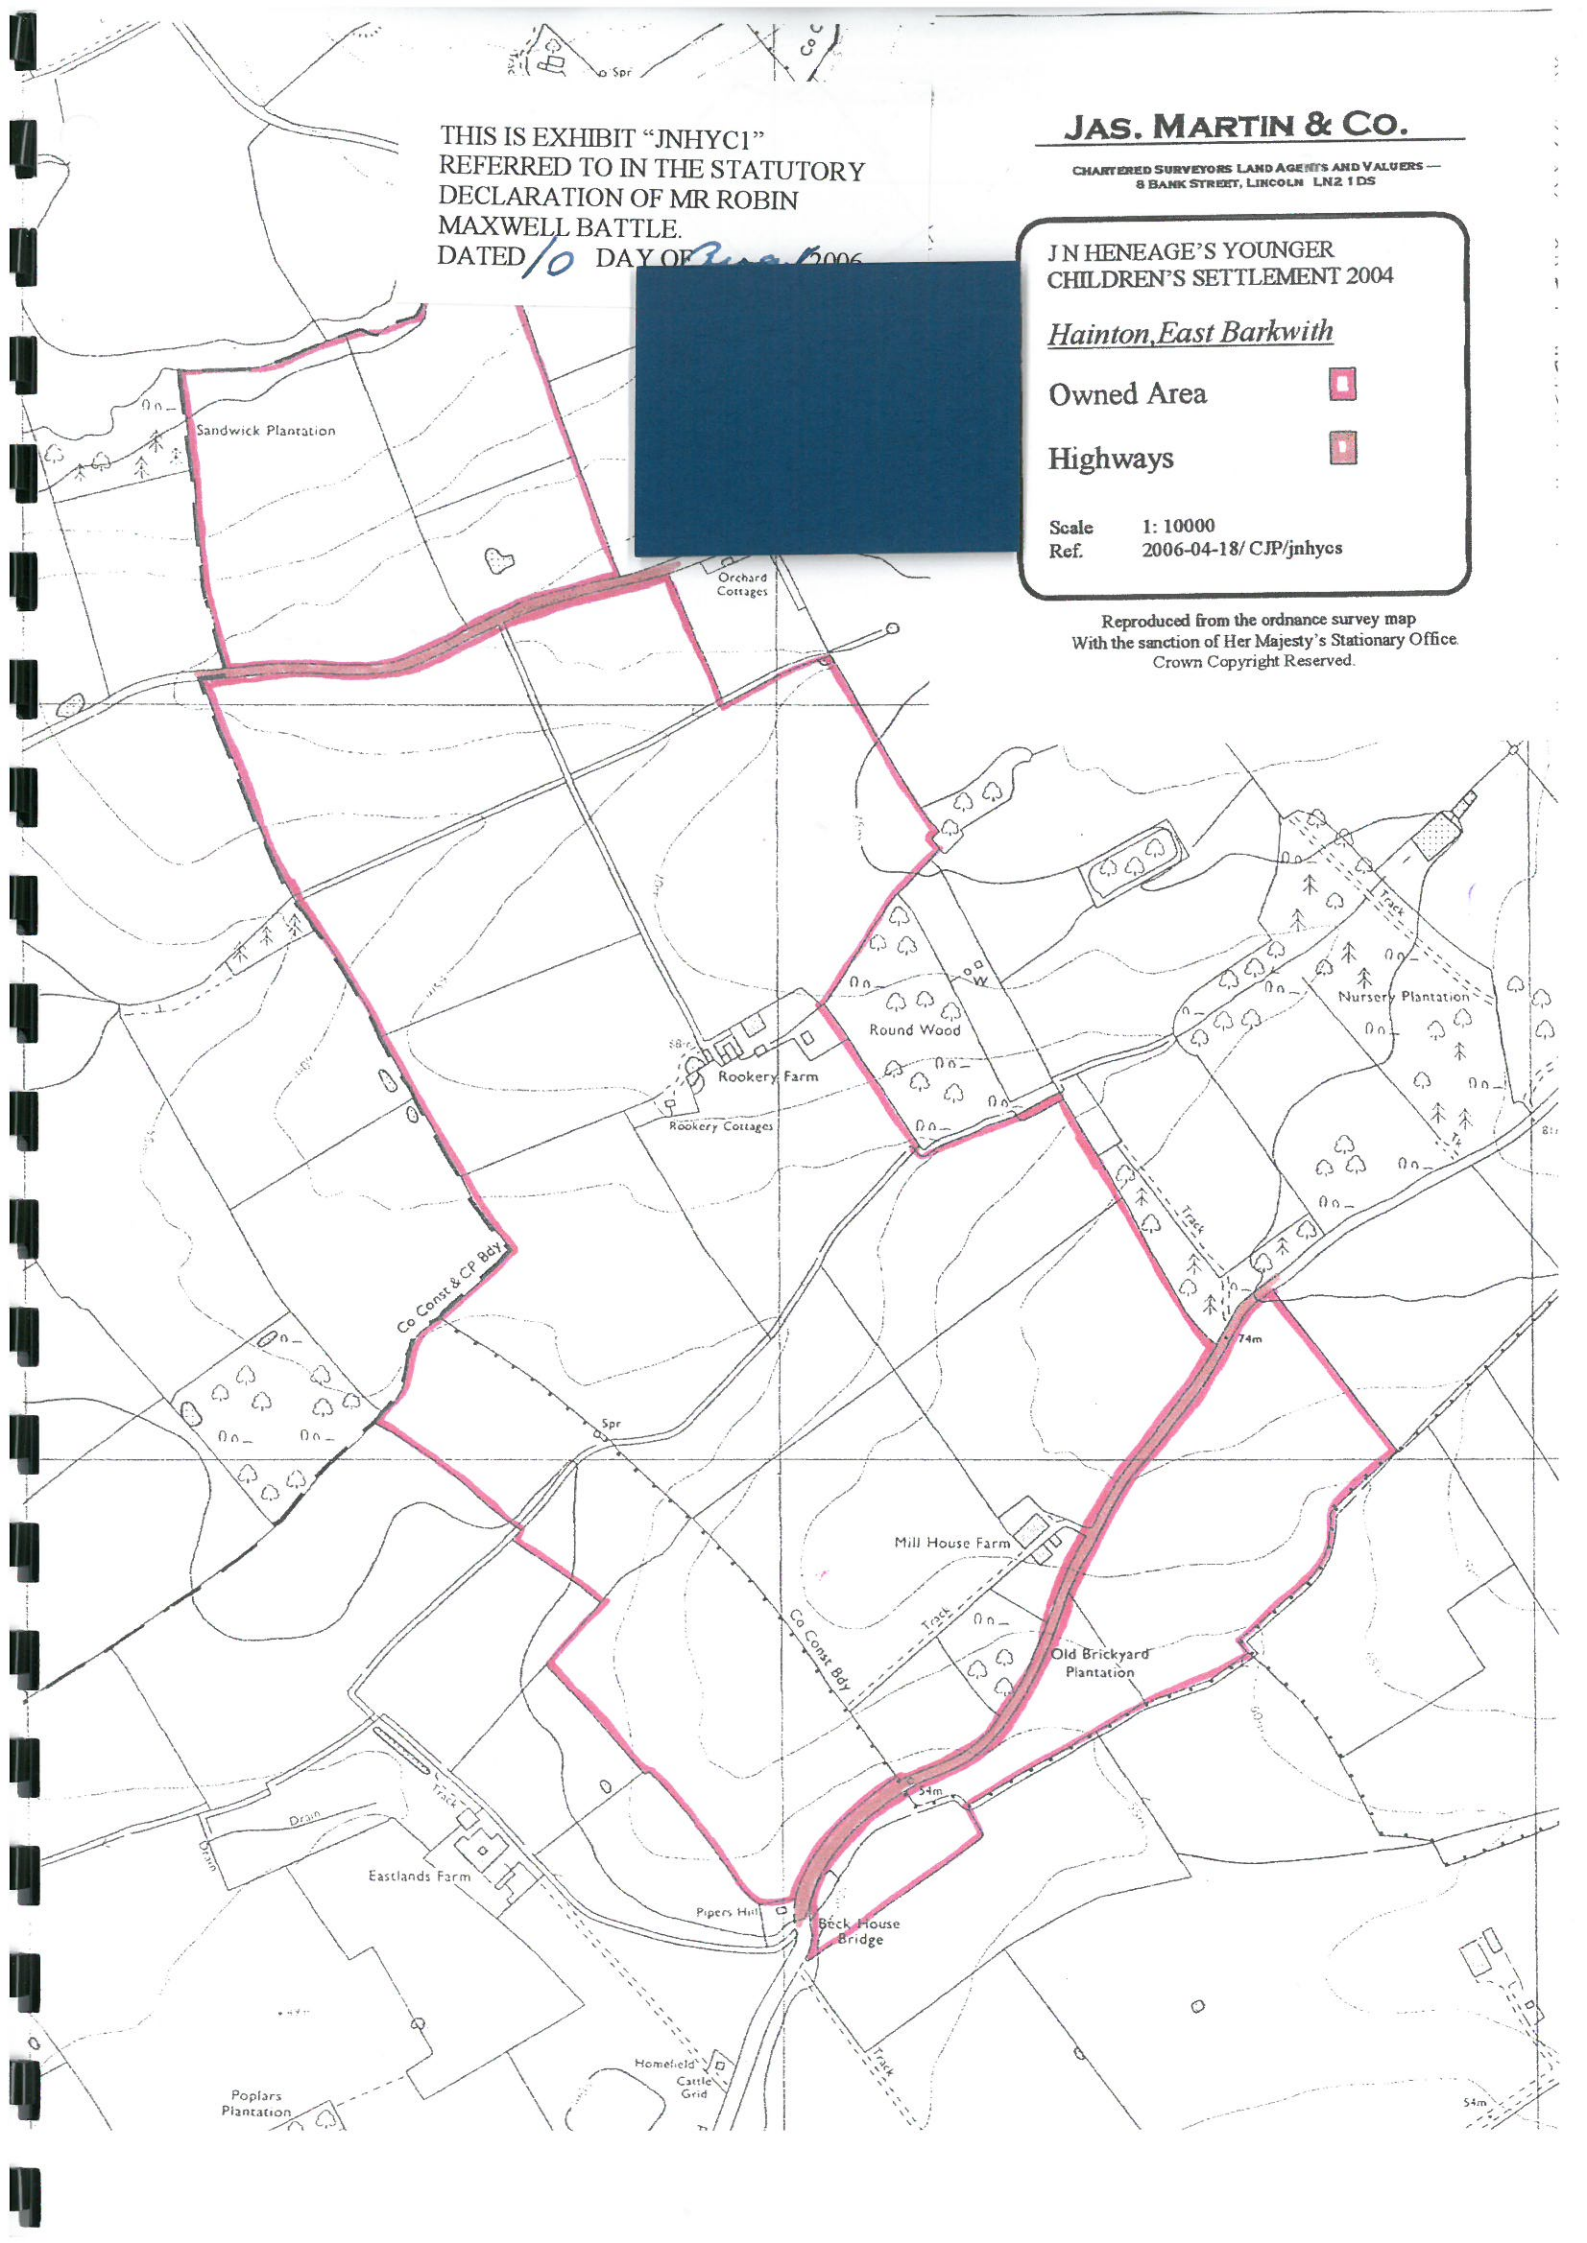 Co C
Spr
THIS IS EXHIBIT “JNHYC1”
REFERRED TO IN THE STATUTORY
DECLARATION OF MR ROBIN
MAXWELL BATTLE.
DATED 10 DAY OF 2006
JAS. MARTIN & CO.
CHARTERED SURVEYORS LAND AGENTS AND VALUERS —
8 BANK STREET, LINCOLN LN2 1DS
J N HENEAGE'S YOUNGER
CHILDREN'S SETTLEMENT 2004
Hainton, East Barkwith
Owned Area
Highways
Scale 1: 10000
Ref. 2006-04-18/ CJP/jnhycs
Reproduced from the ordnance survey map
With the sanction of Her Majesty's Stationary Office
Crown Copyright Reserved.
Sandwick Plantation
Orchard
Cottages
Track
Nursery Plantation
W
Round Wood
Rookery Farm
Rookery Cottages
Tk
Track
Co Const & CP Bdy
74m
Spr
Mill House Farm
Track
Co Const Bdy
Old Brickyard
Plantation
54m
Track
Drain
Drain
Eastlands Farm
Pipers Hill
Beck House
Bridge
Homefield
Cattle
Grid
Track
Poplars
Plantation
54m